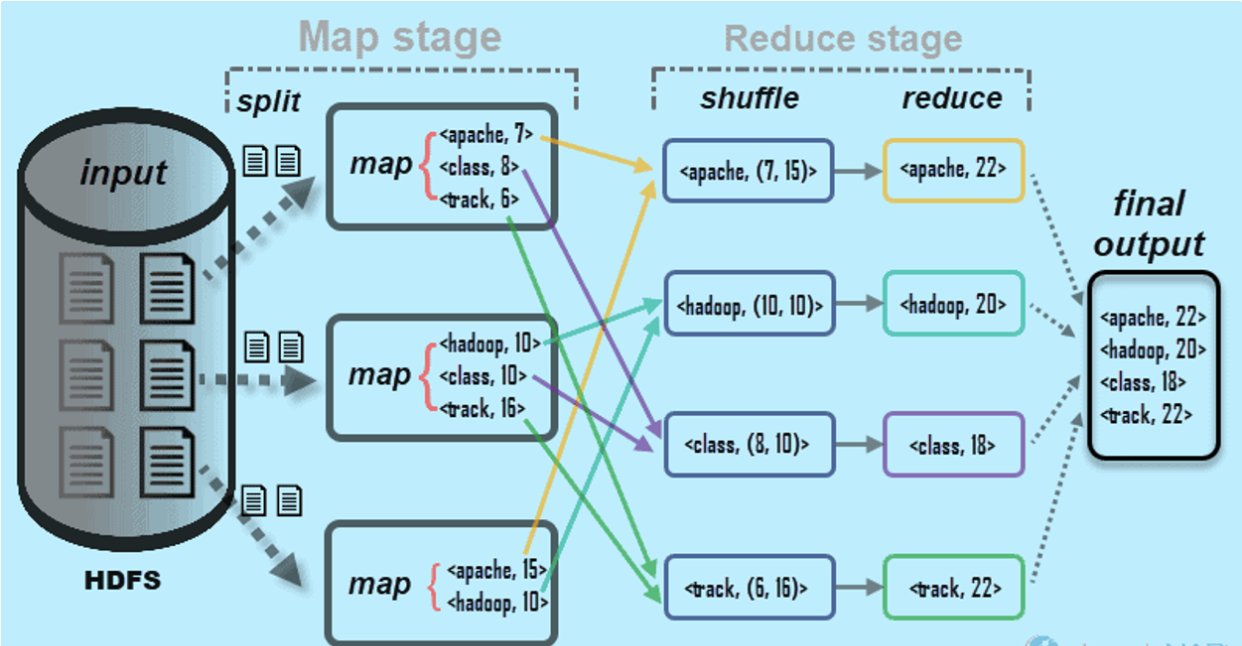 Map stage
Reduce stage
split
shuffle
reduce
input
HDFS
map
<apache, 7>
<class, 8>
<track, 6>
map
<hadoop, 10>
<class, 10>
<track, 16>
map
<apache, 15>
<hadoop, 10>
<apache, (7, 15)>
<apache, 22>
<hadoop, (10, 10)>
<hadoop, 20>
<class, (8, 10)>
<class, 18>
<track, (6, 16)>
<track, 22>
final
output
<apache, 22>
<hadoop, 20>
<class, 18>
<track, 22>